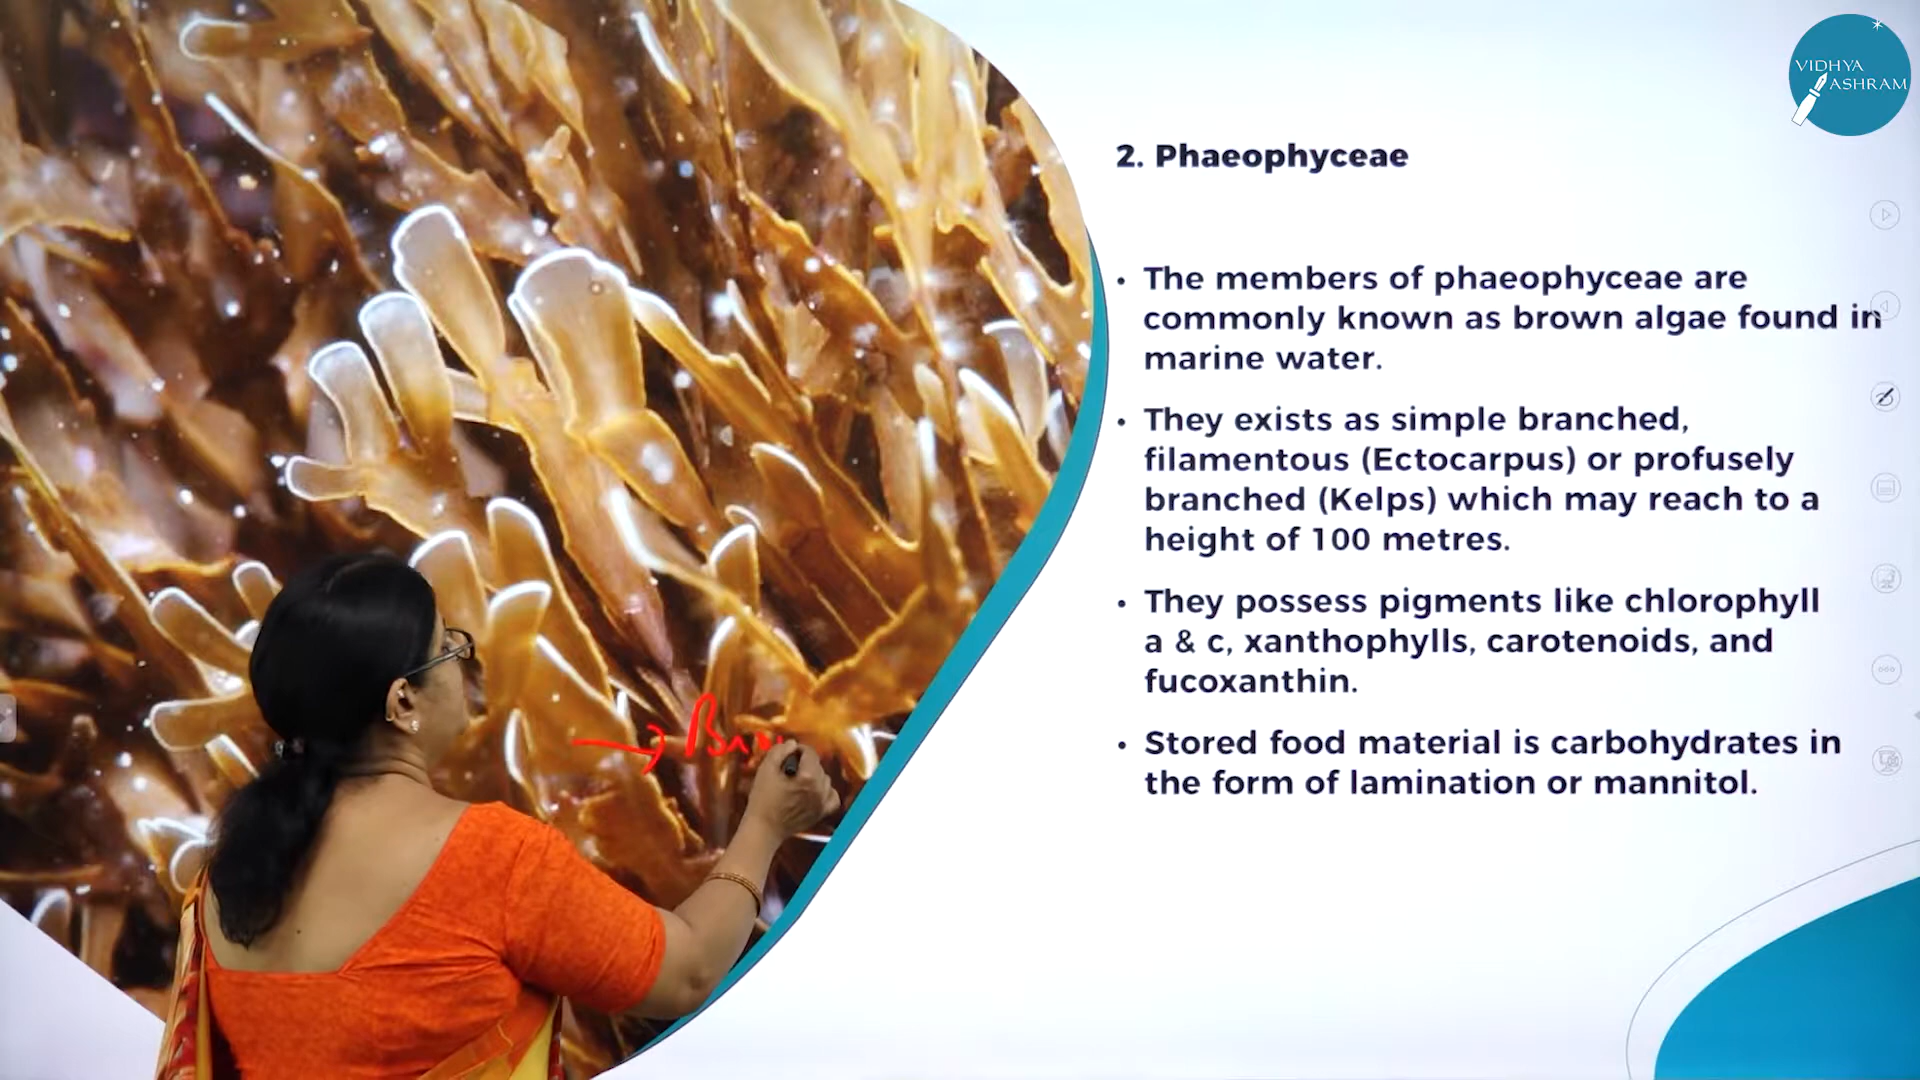 VIDHYA
ASHRAM
2. Phaeophyceae
• The members of phaeophyceae are
commonly known as brown algae found in
marine water.
• They exists as simple branched,
filamentous (Ectocarpus) or profusely
branched (Kelps) which may reach to a
height of 100 metres.
• They possess pigments like chlorophyll
a & c, xanthophylls, carotenoids, and
fucoxanthin.
• Stored food material is carbohydrates in
the form of lamination or mannitol.
→ Bro